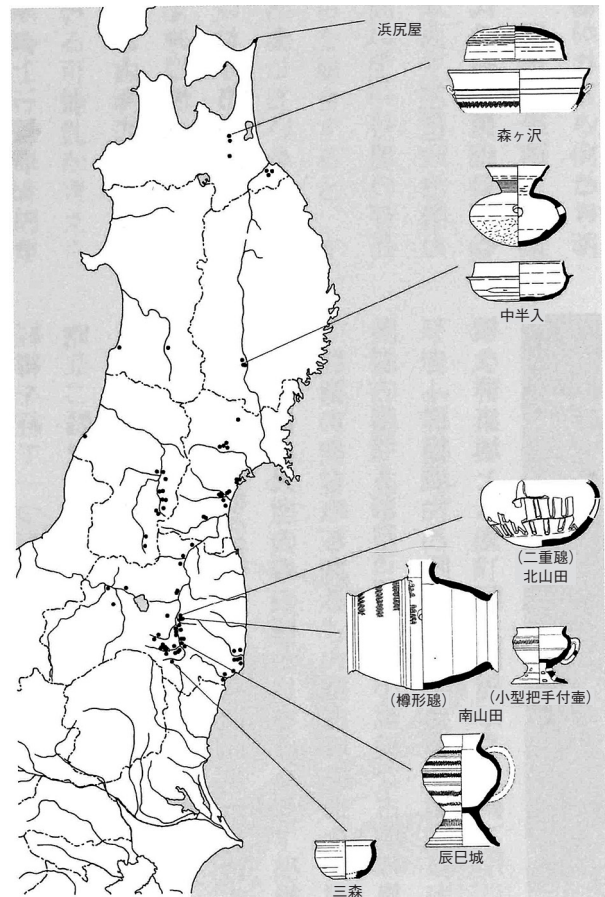 浜尻屋
森ヶ沢
中半入
（二重𤭯）
北山田
（樽形𤭯）
（小型把手付壷）
南山田
辰巳城
三森